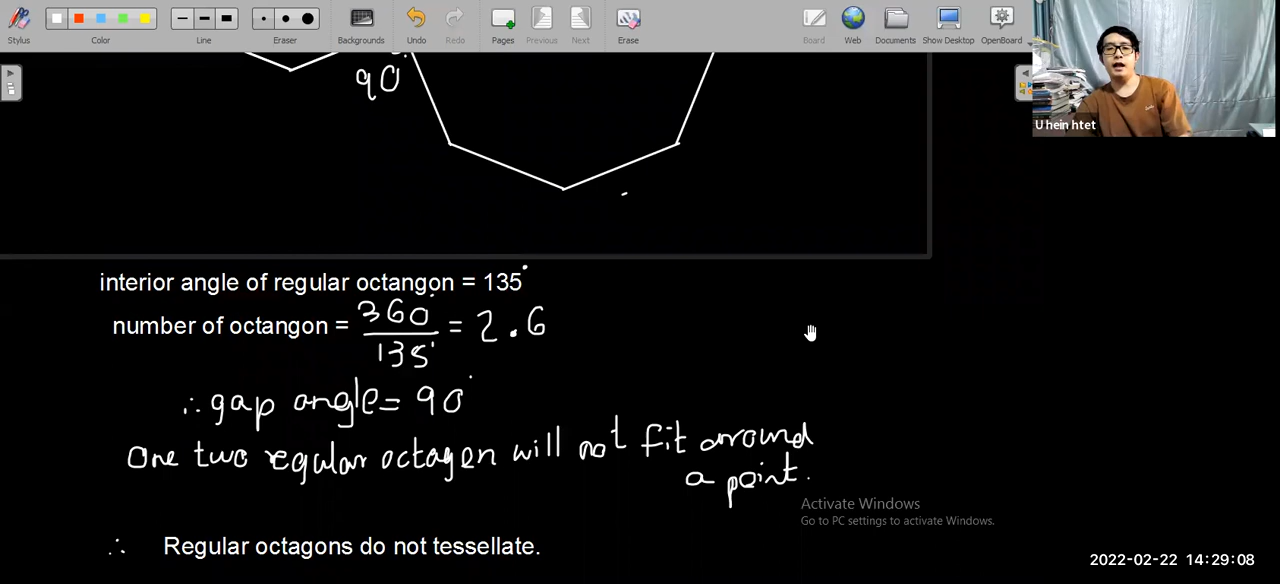 Stylus
Color
Line
Eraser
Backgrounds
Undo
Redo
Pages
Previous
Next
Erase
Board
Web
Documents
Show Desktop
OpenBoard
90°
U hein htet
interior angle of regular octangon = 135°
number of octangon = 360°/135° = 2.6
∴ gap angle = 90°
One two regular octagen will not fit around
a point.
Activate Windows
Go to PC settings to activate Windows.
∴ Regular octagons do not tessellate.
2022-02-22 14:29:08